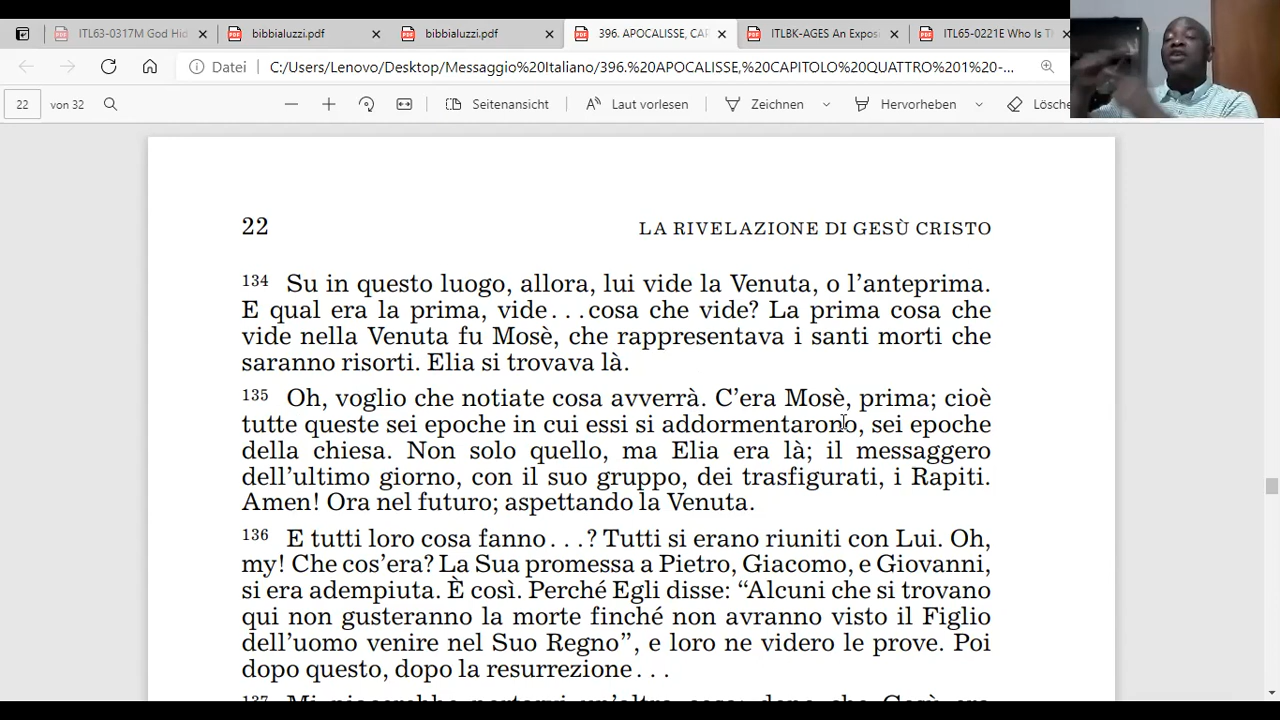 ITL63-0317M God Hid
bibbialuzzi.pdf
bibbialuzzi.pdf
396. APOCALISSE, CAP
ITLBK-AGES An Expos
ITL65-0221E Who Is Th
Datei
C:/Users/Lenovo/Desktop/Messaggio%20Italiano/396.%20APOCALISSE,%20CAPITOLO%20QUATTRO%201%20-...
22
von 32
Seitenansicht
Laut vorlesen
Zeichnen
Hervorheben
Lösche
22
LA RIVELAZIONE DI GESÙ CRISTO
134 Su in questo luogo, allora, lui vide la Venuta, o l’anteprima.
E qual era la prima, vide . . . cosa che vide? La prima cosa che
vide nella Venuta fu Mosè, che rappresentava i santi morti che
saranno risorti. Elia si trovava là.
135 Oh, voglio che notiate cosa avverrà. C’era Mosè, prima; cioè
tutte queste sei epoche in cui essi si addormentarono, sei epoche
della chiesa. Non solo quello, ma Elia era là; il messaggero
dell’ultimo giorno, con il suo gruppo, dei trasfigurati, i Rapiti.
Amen! Ora nel futuro; aspettando la Venuta.
136 E tutti loro cosa fanno . . .? Tutti si erano riuniti con Lui. Oh,
my! Che cos’era? La Sua promessa a Pietro, Giacomo, e Giovanni,
si era adempiuta. È così. Perché Egli disse: “Alcuni che si trovano
qui non gusteranno la morte finché non avranno visto il Figlio
dell’uomo venire nel Suo Regno”, e loro ne videro le prove. Poi
dopo questo, dopo la resurrezione . . .